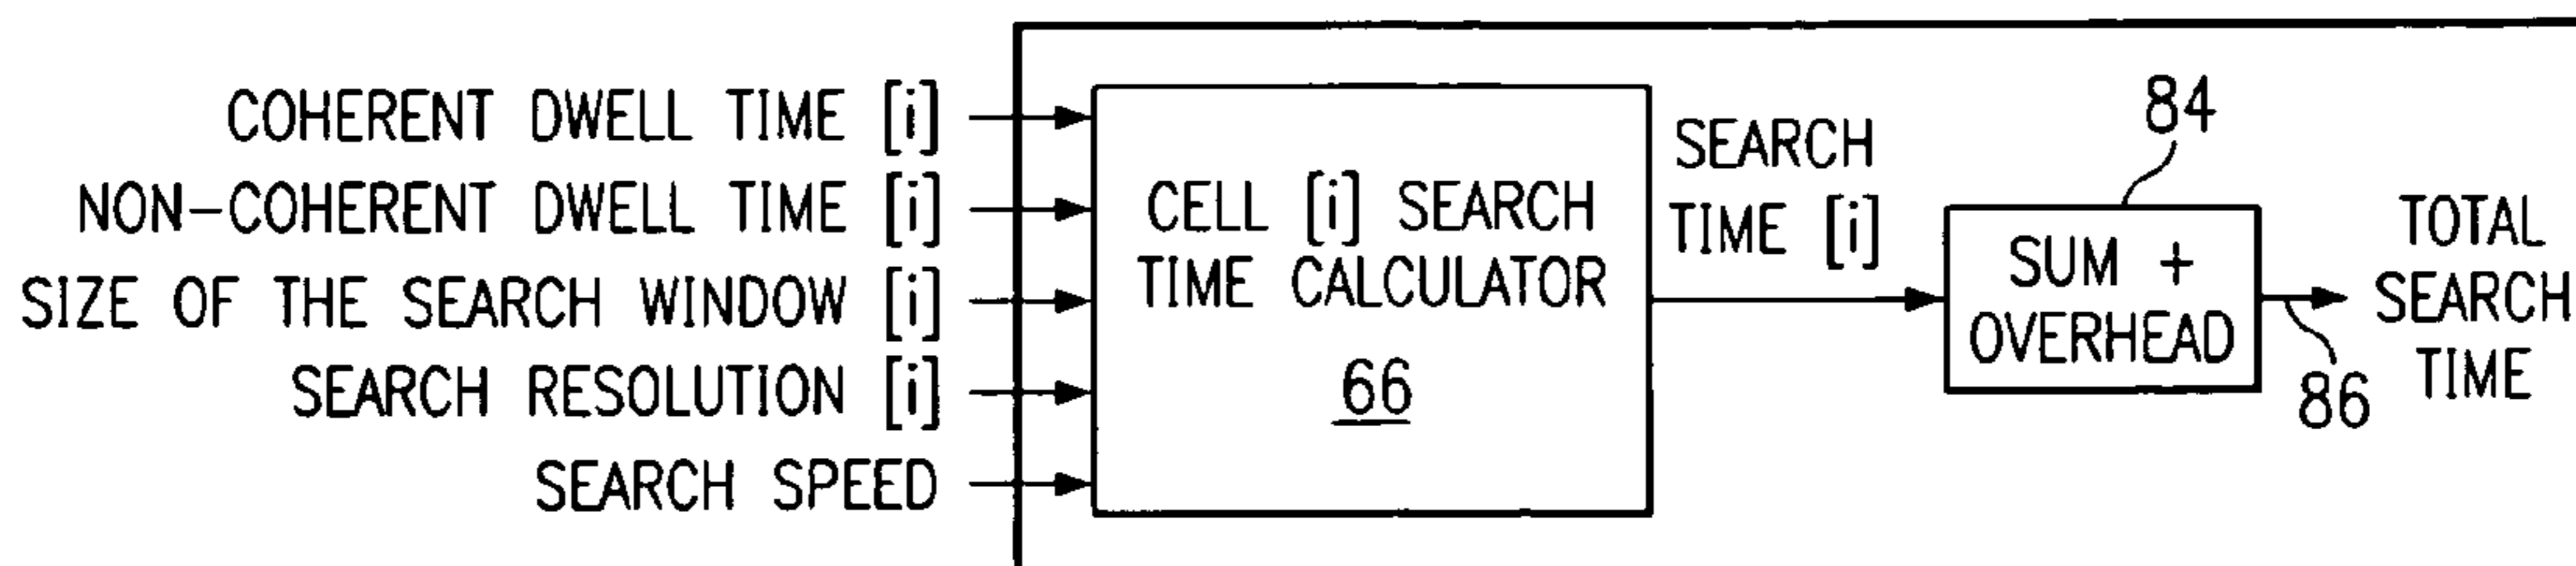 COHERENT DWELL TIME [i]
NON-COHERENT DWELL TIME [i]
SIZE OF THE SEARCH WINDOW [i]
SEARCH RESOLUTION [i]
SEARCH SPEED
CELL [i] SEARCH
TIME CALCULATOR
66
SEARCH
TIME [i]
84
SUM +
OVERHEAD
86
TOTAL
SEARCH
TIME